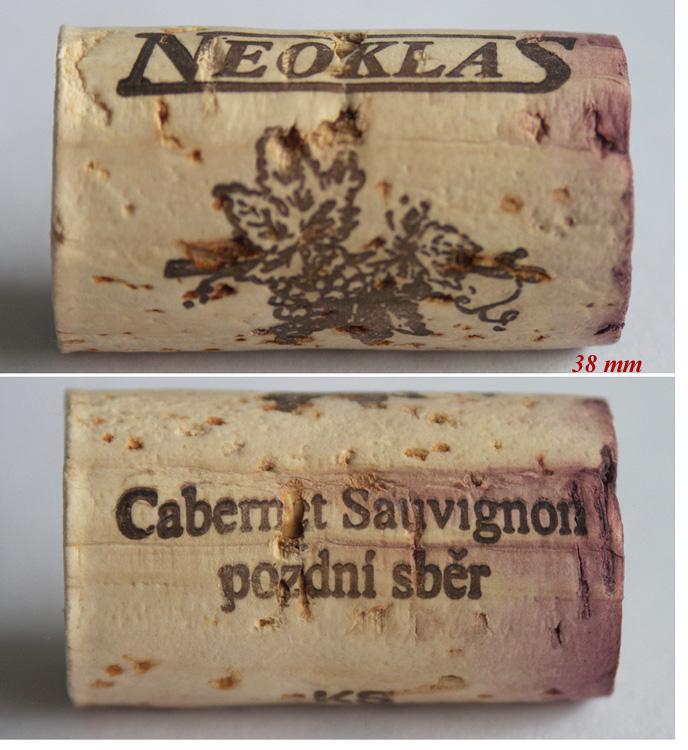 NEOKLAS
38 mm
Cabernet Sauvignon
pozdní sběr